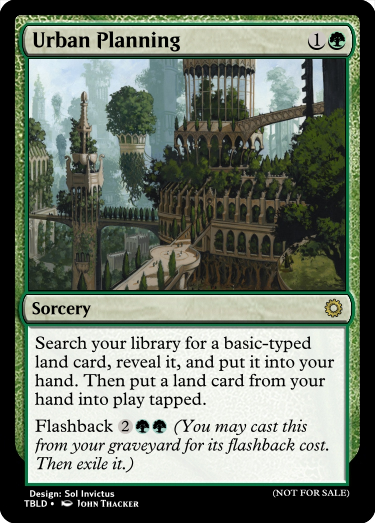 Urban Planning 1
Sorcery
Search your library for a basic-typed
land card, reveal it, and put it into your
hand. Then put a land card from your
hand into play tapped.
Flashback 2 (You may cast this
from your graveyard for its flashback cost.
Then exile it.)
Design: Sol Invictus (NOT FOR SALE)
TBLD • John Thacker